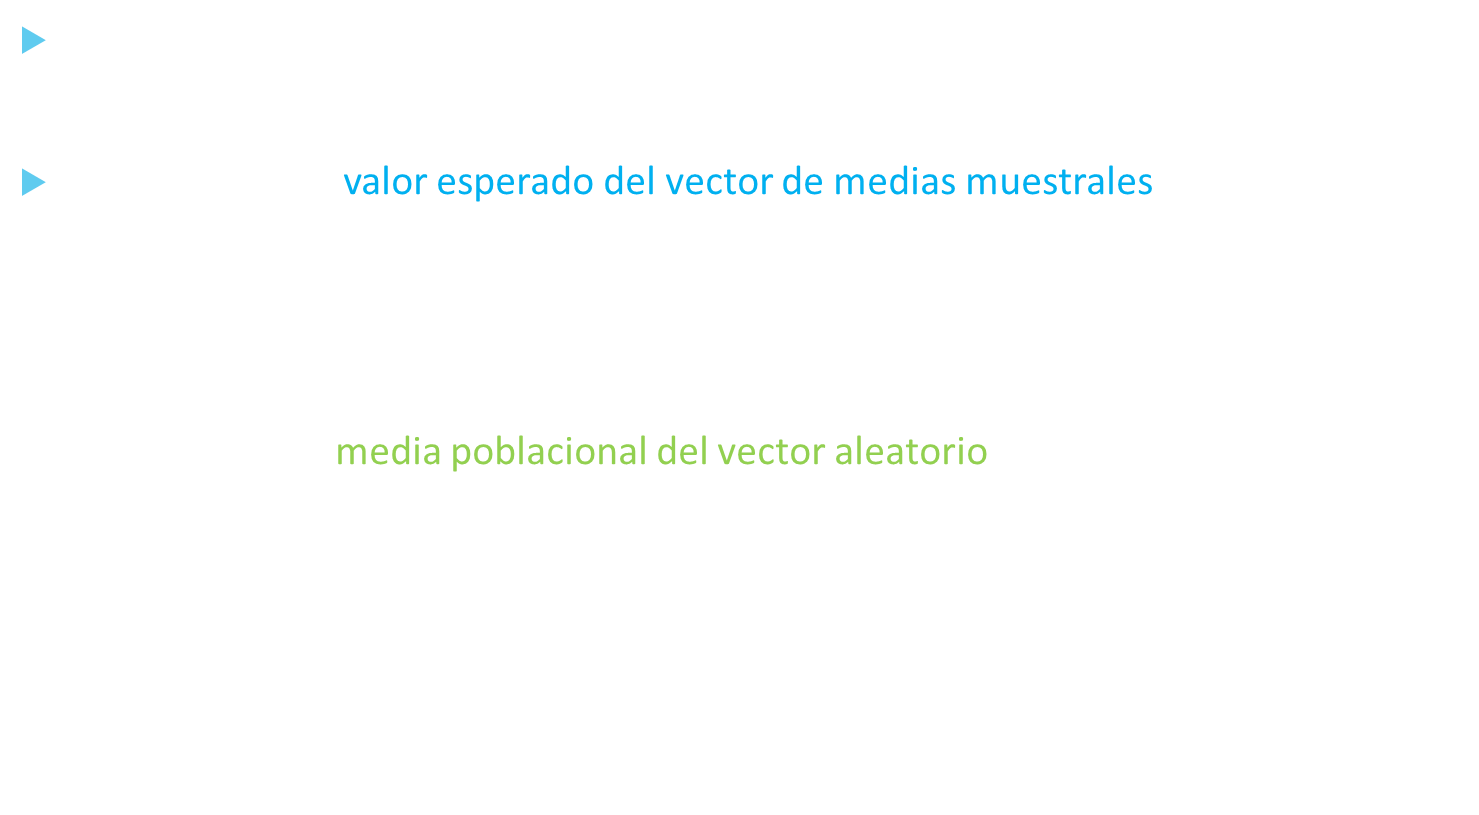 valor esperado del vector de medias muestrales
media poblacional del vector aleatorio